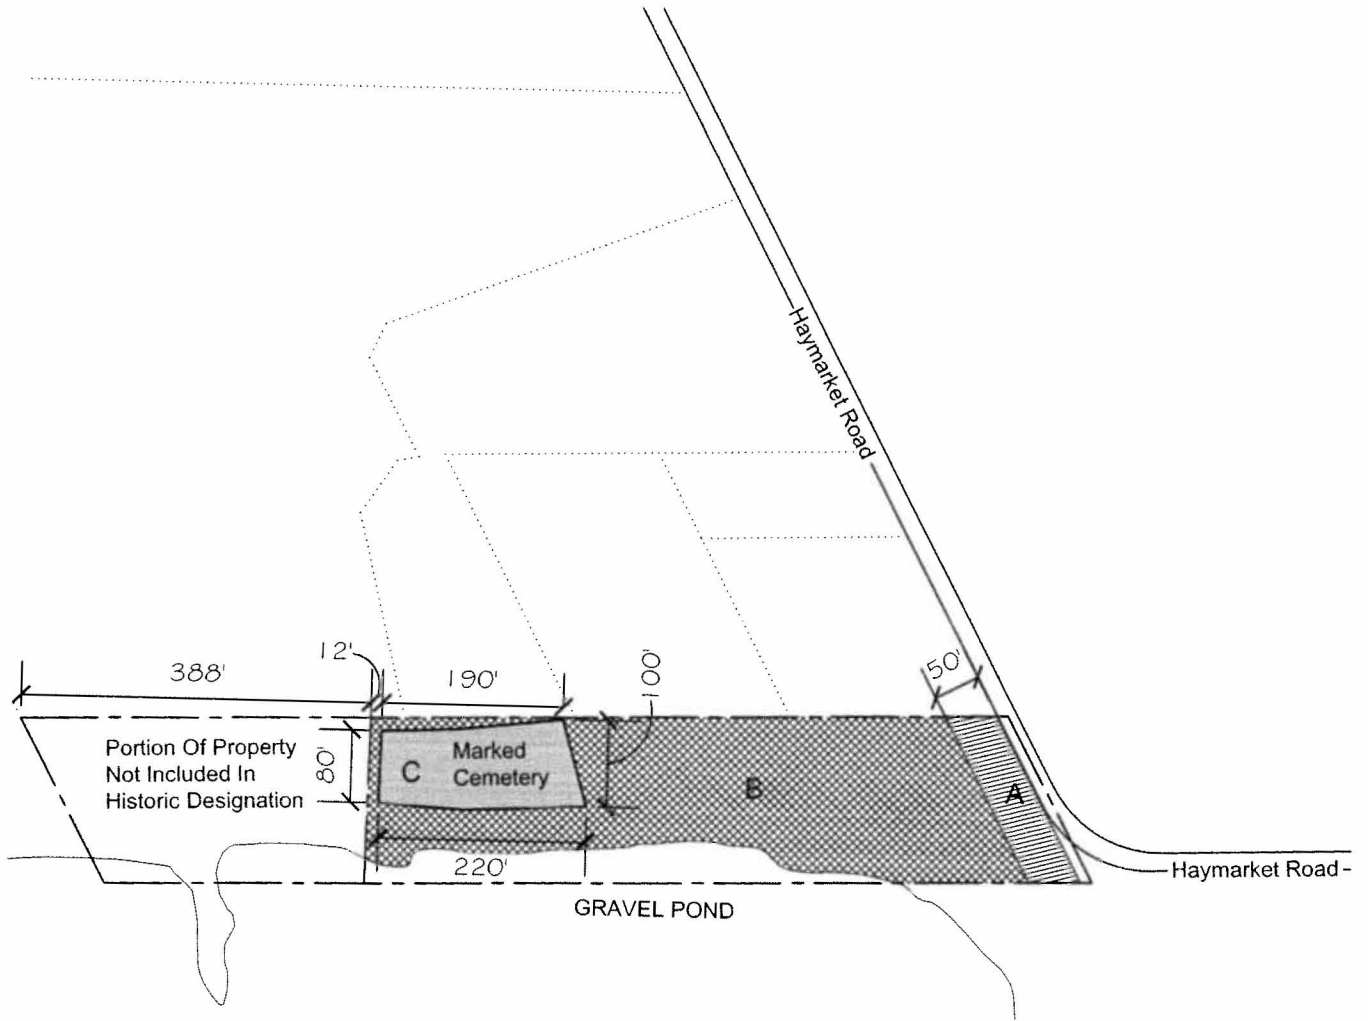 Haymarket Road
388'
12'
190'
100'
50'
Portion Of Property
Not Included In
Historic Designation
80'
C
Marked
Cemetery
B
A
220'
Haymarket Road
GRAVEL POND